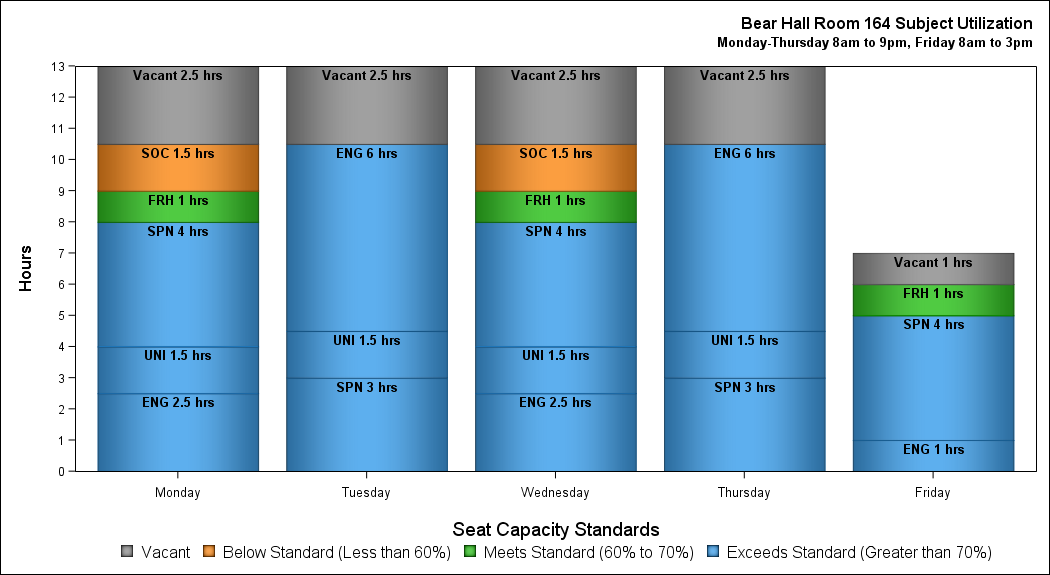 Bear Hall Room 164 Subject Utilization
Monday-Thursday 8am to 9pm, Friday 8am to 3pm
Hours
13
12
11
10
9
8
7
6
5
4
3
2
1
0
Vacant 2.5 hrs
SOC 1.5 hrs
FRH 1 hrs
SPN 4 hrs
UNI 1.5 hrs
ENG 2.5 hrs
Monday
Vacant 2.5 hrs
ENG 6 hrs
UNI 1.5 hrs
SPN 3 hrs
Tuesday
Vacant 2.5 hrs
SOC 1.5 hrs
FRH 1 hrs
SPN 4 hrs
UNI 1.5 hrs
ENG 2.5 hrs
Wednesday
Vacant 2.5 hrs
ENG 6 hrs
UNI 1.5 hrs
SPN 3 hrs
Thursday
Vacant 1 hrs
FRH 1 hrs
SPN 4 hrs
ENG 1 hrs
Friday
Seat Capacity Standards
Vacant Below Standard (Less than 60%) Meets Standard (60% to 70%) Exceeds Standard (Greater than 70%)